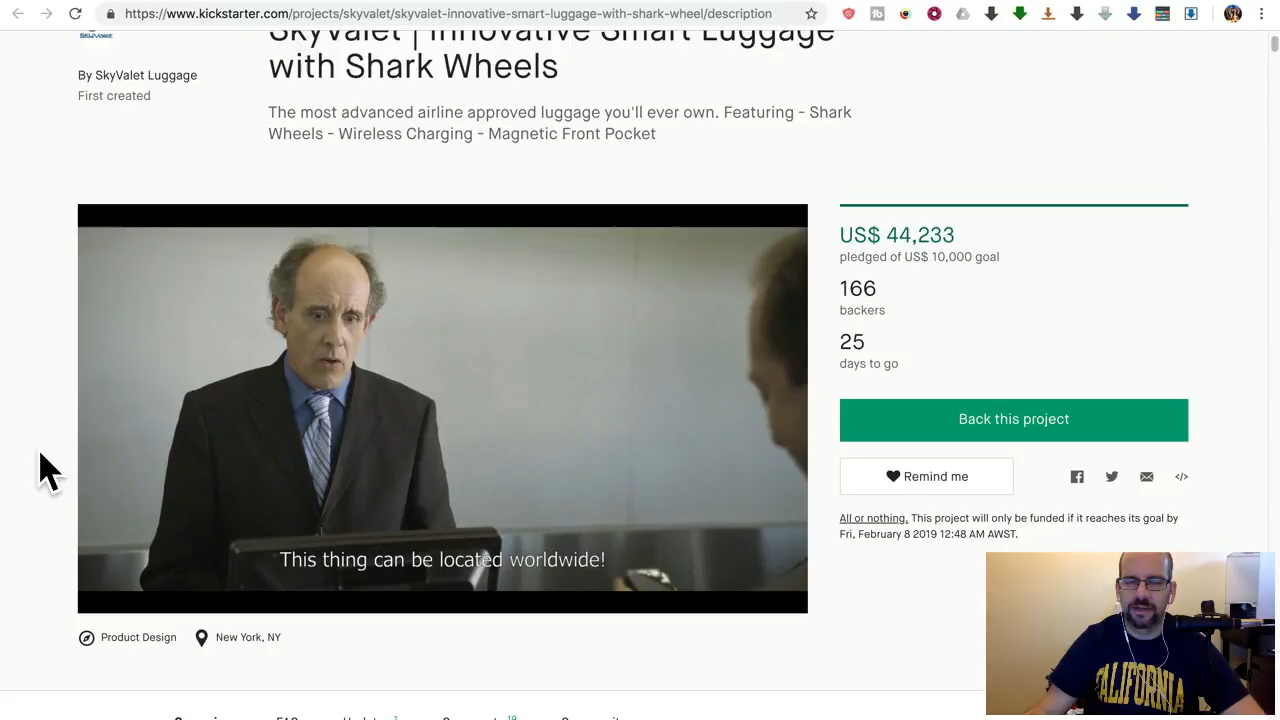 https://www.kickstarter.com/projects/skyvalet/skyvalet-innovative-smart-luggage-with-shark-wheel/description
SKYVALET
SkyValet | Innovative Smart Luggage
with Shark Wheels
By SkyValet Luggage
First created
The most advanced airline approved luggage you'll ever own. Featuring - Shark
Wheels - Wireless Charging - Magnetic Front Pocket
US$ 44,233
pledged of US$ 10,000 goal
166
backers
25
days to go
Back this project
Remind me
All or nothing. This project will only be funded if it reaches its goal by
Fri, February 8 2019 12:48 AM AWST.
This thing can be located worldwide!
Product Design
New York, NY
CALIFORNIA